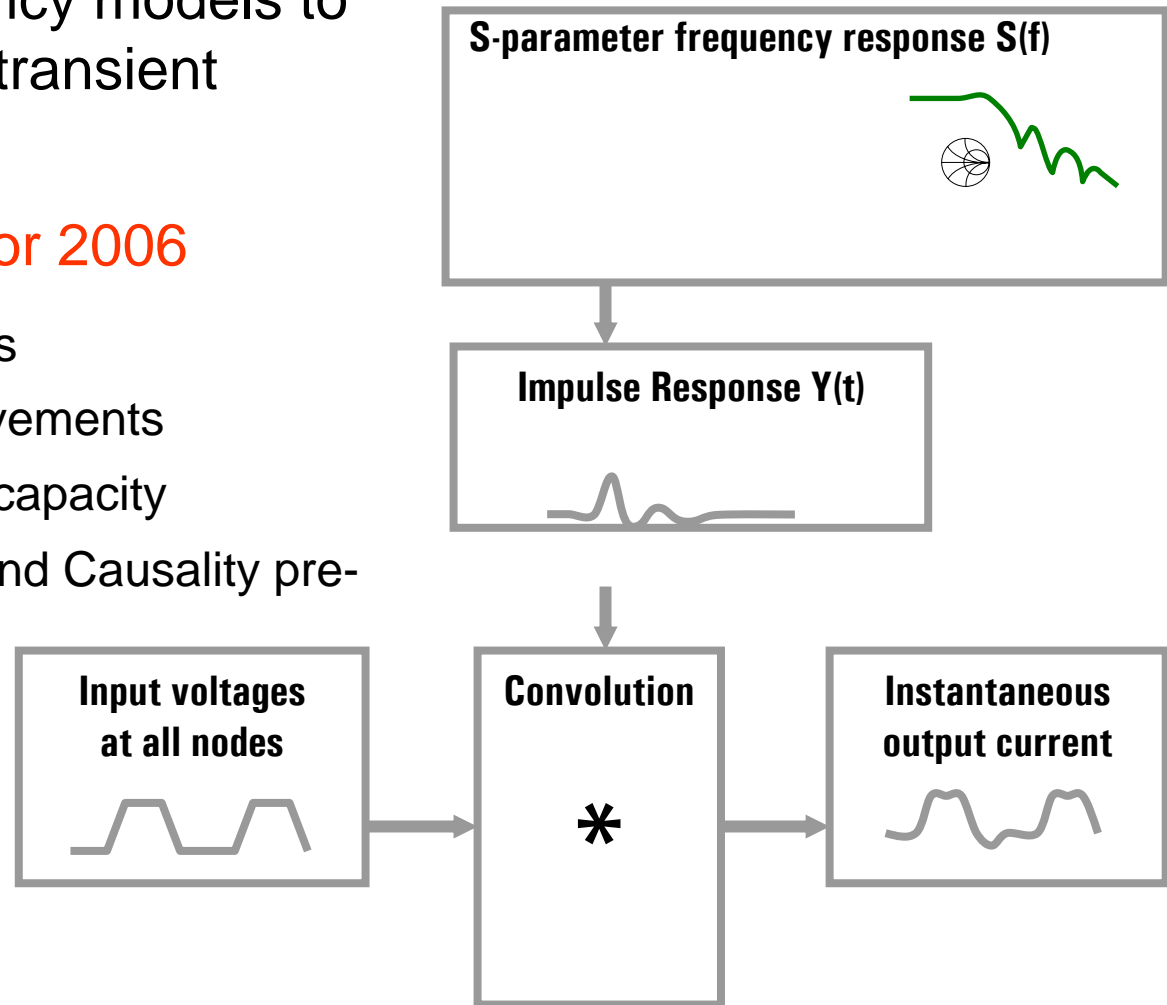 ncy models to
transient
or 2006
s
vements
capacity
nd Causality pre-
S-parameter frequency response S(f)
Impulse Response Y(t)
Input voltages
at all nodes
Convolution
*
Instantaneous
output current